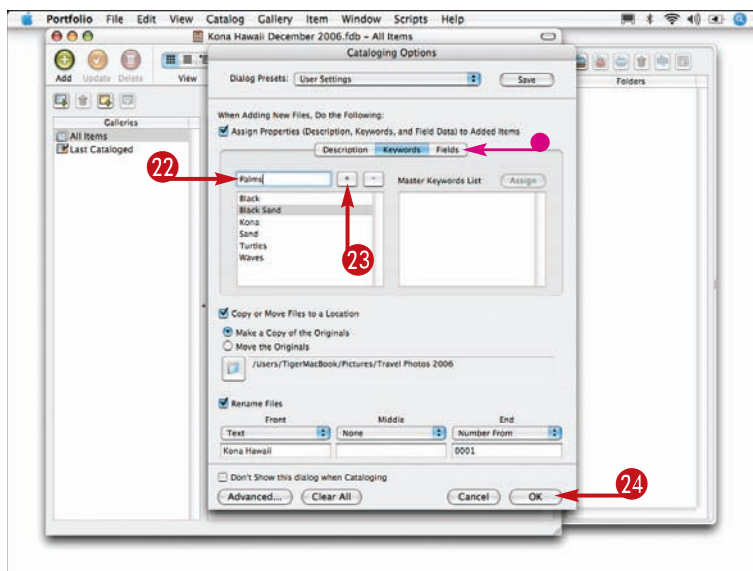 Portfolio File Edit View Catalog Gallery Item Window Scripts Help
Kona Hawaii December 2006.fdb – All Items
Cataloging Options
Add Update Delete View
Dialog Presets: User Settings Save
Folders
When Adding New Files, Do the Following:
Galleries
Assign Properties (Description, Keywords, and Field Data) to Added Items
All Items
Last Cataloged
Description Keywords Fields
22
Palms + - Master Keywords List Assign
Black
Black Sand
Kona
Sand
Turtles
Waves
23
Copy or Move Files to a Location
Make a Copy of the Originals
Move the Originals
/Users/TigerMacBook/Pictures/Travel Photos 2006
Rename Files
Front Middle End
Text None Number From
Kona Hawaii 0001
Don't Show this dialog when Cataloging
Advanced... Clear All Cancel OK
24